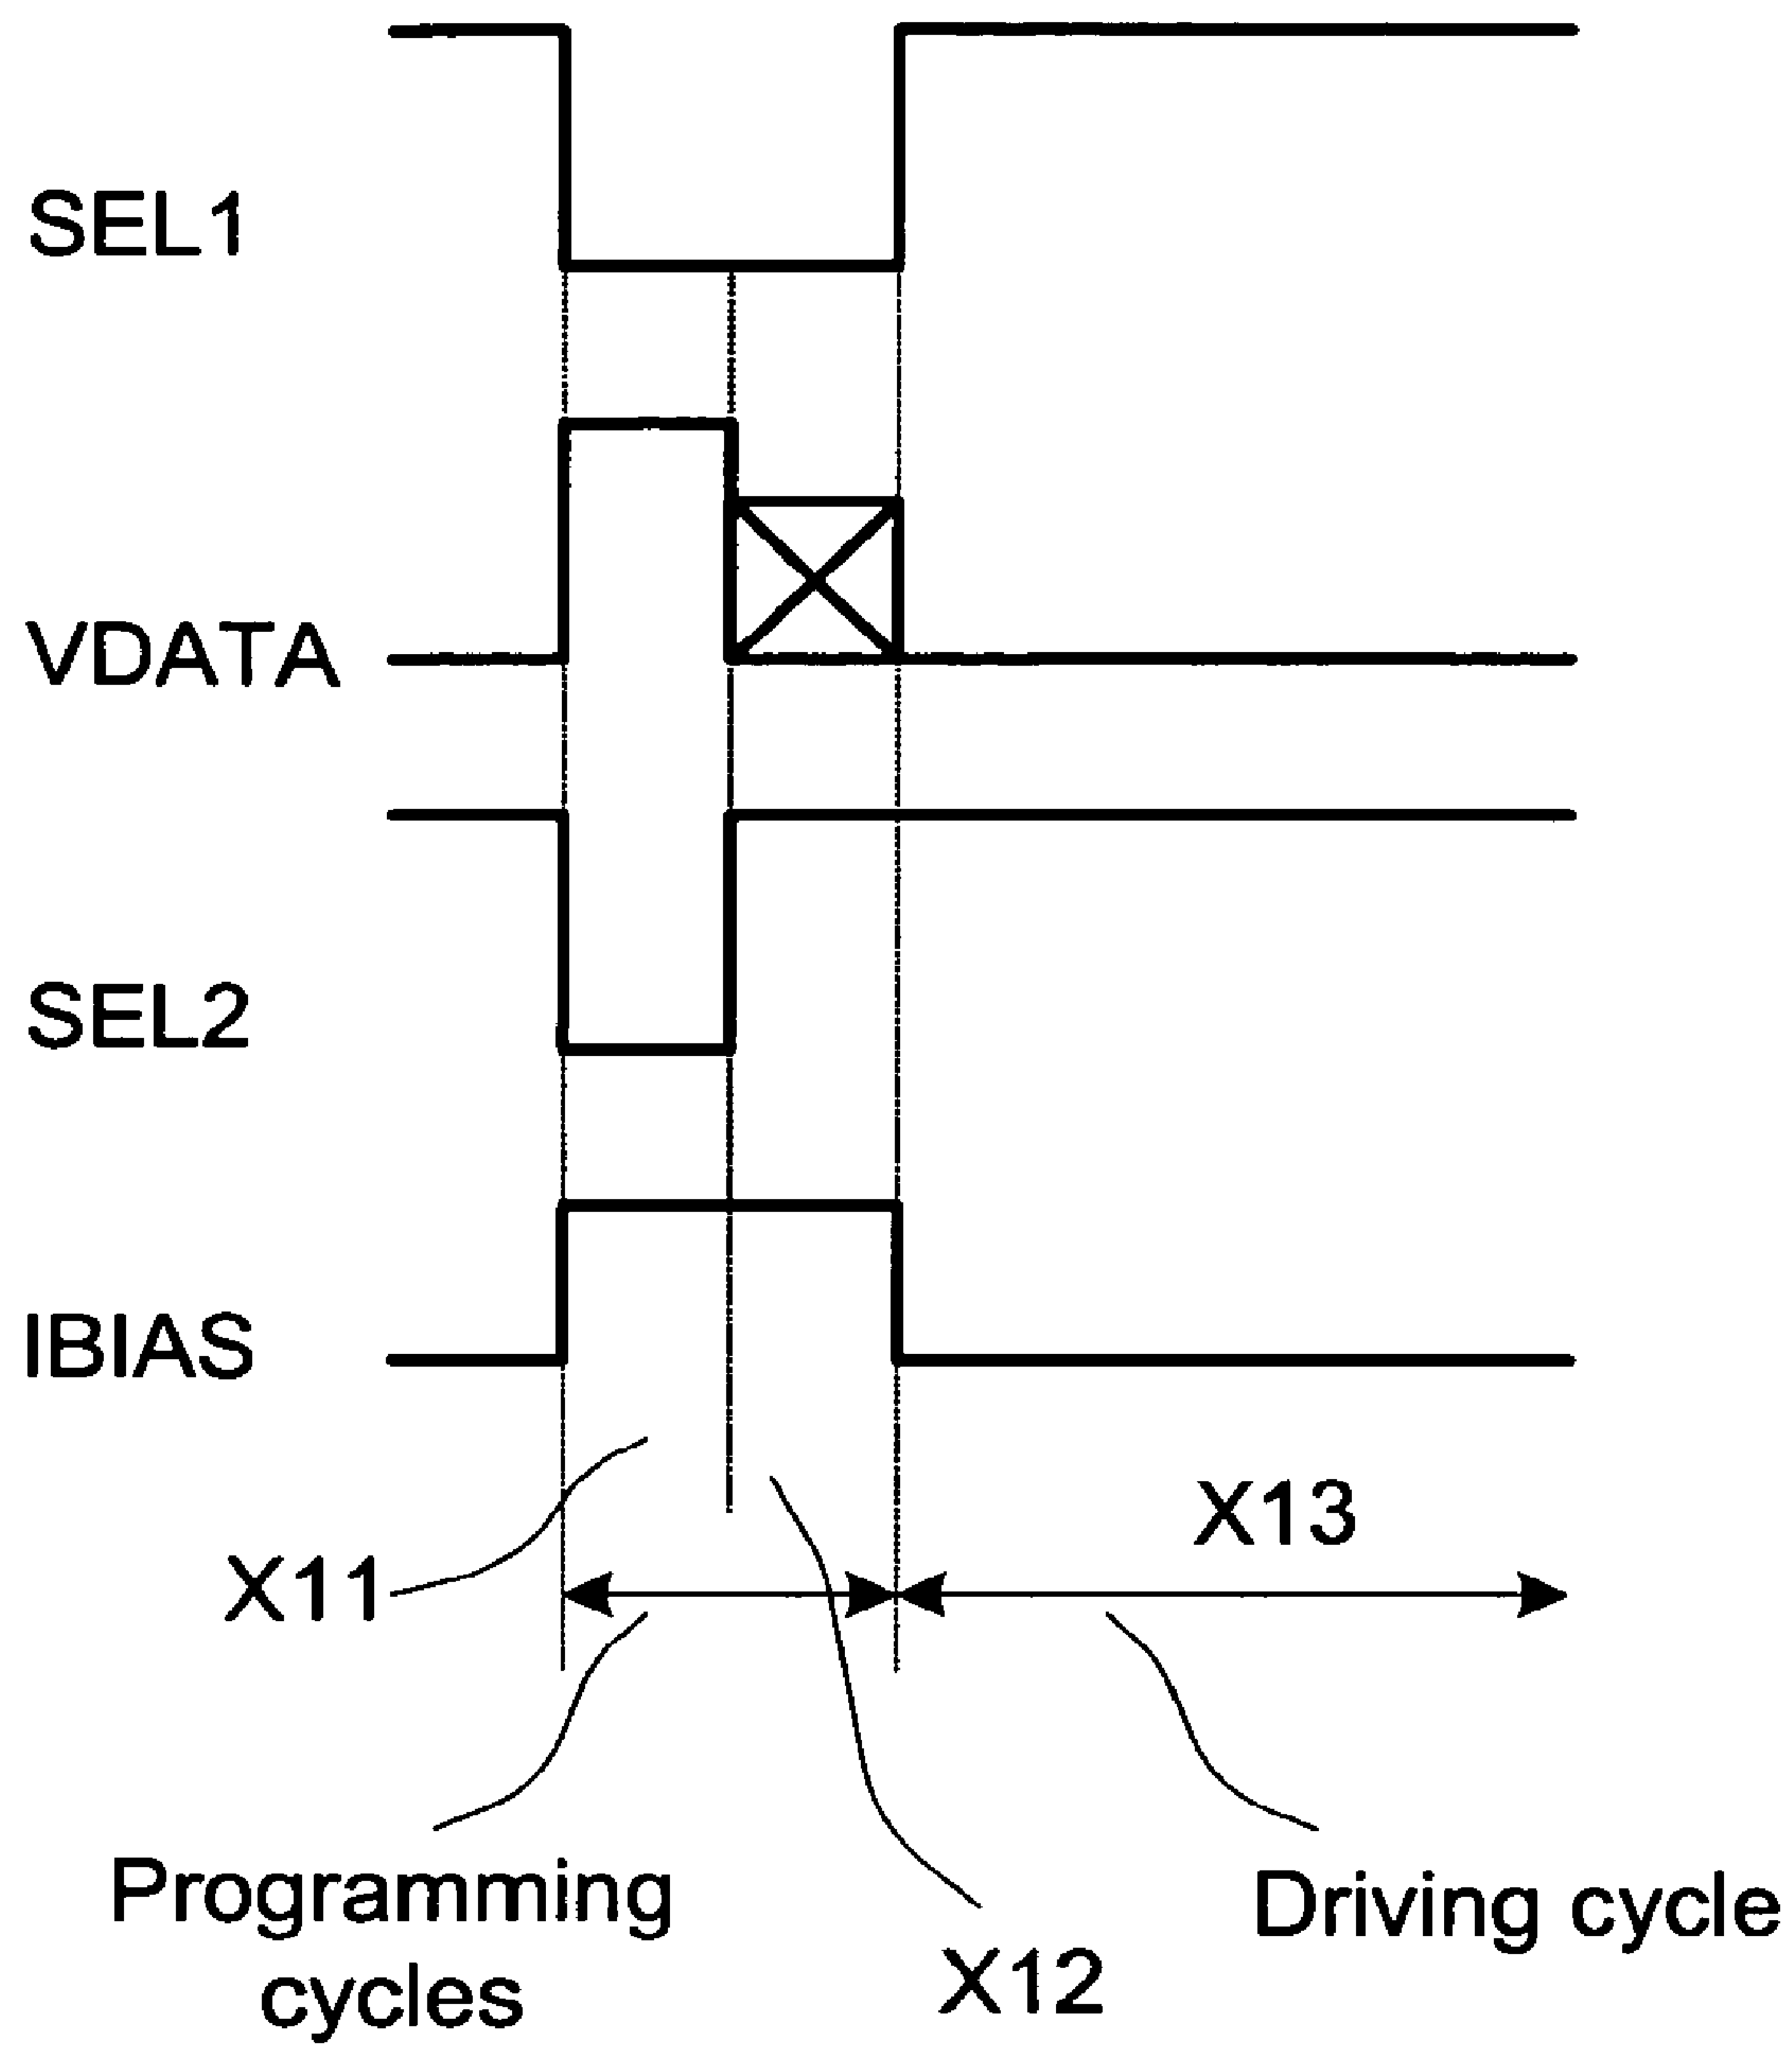 SEL1
VDATA
SEL2
IBIAS
X13
X11
Programming
cycles
Driving cycle
X12